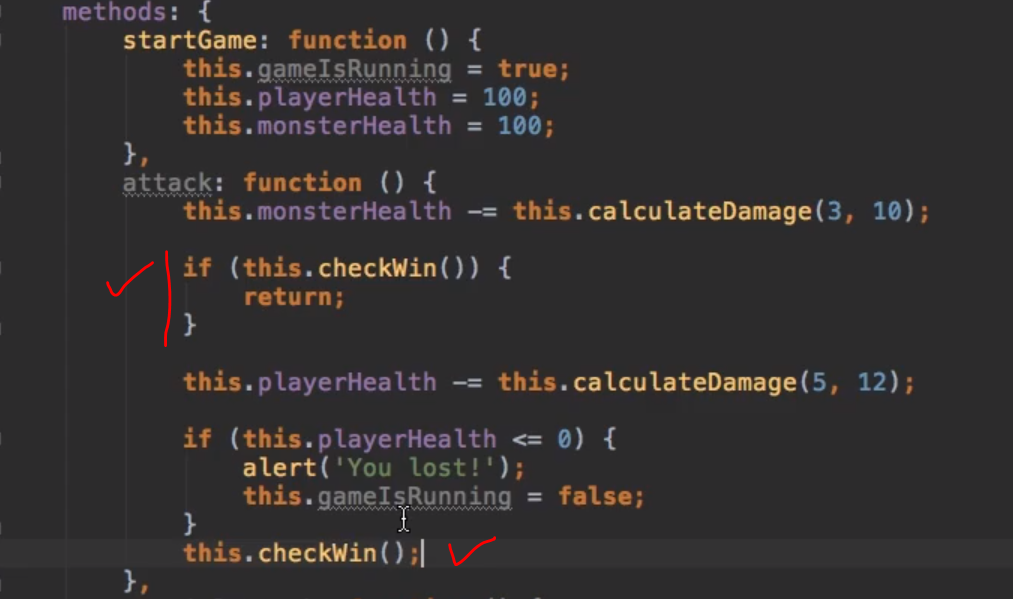 methods: {
startGame: function () {
this.gameIsRunning = true;
this.playerHealth = 100;
this.monsterHealth = 100;
},
attack: function () {
this.monsterHealth -= this.calculateDamage(3, 10);
if (this.checkWin()) {
return;
}
this.playerHealth -= this.calculateDamage(5, 12);
if (this.playerHealth <= 0) {
alert('You lost!');
this.gameIsRunning = false;
}
this.checkWin();
},